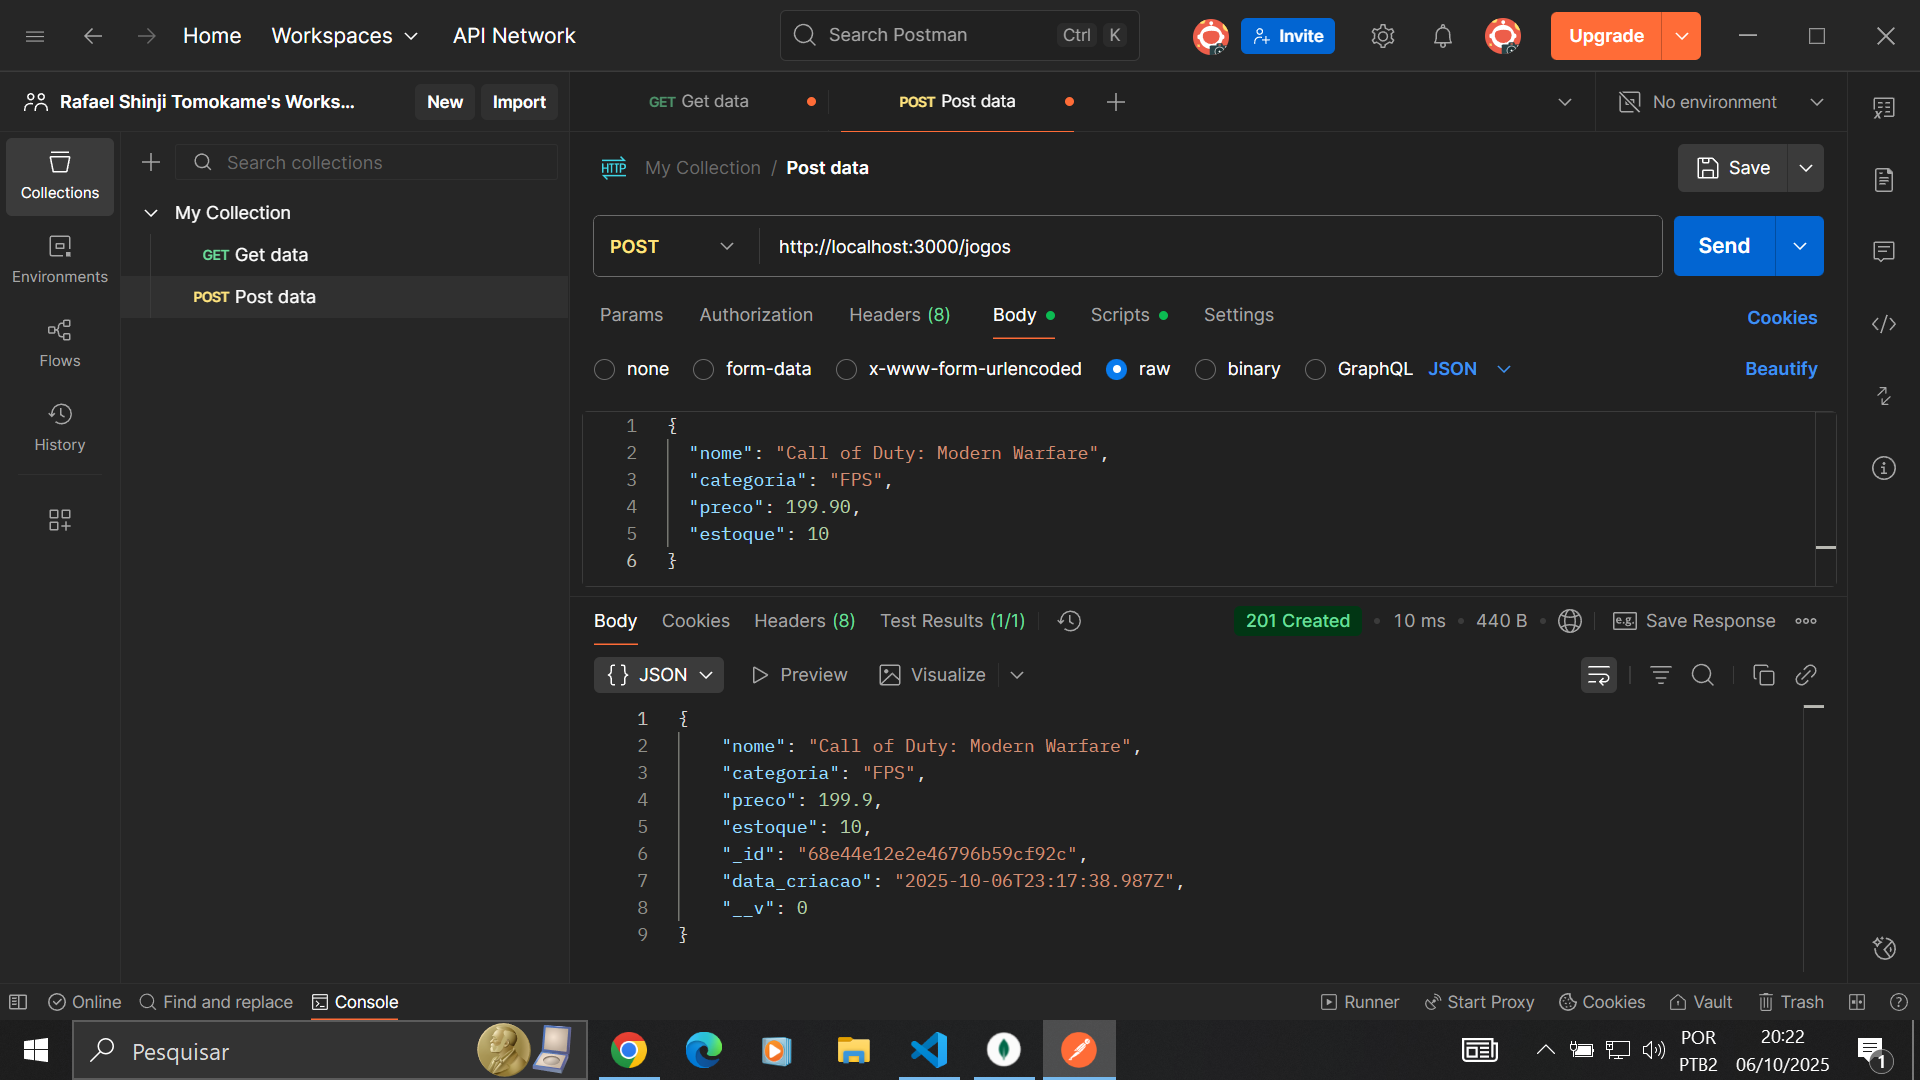 Home
Workspaces
API Network
Search Postman
Ctrl K
Invite
Upgrade
Rafael Shinji Tomokame's Works...
New
Import
GET Get data
POST Post data
No environment
Collections
Environments
Flows
History
Search collections
My Collection
GET Get data
POST Post data
HTTP My Collection / Post data
Save
POST
http://localhost:3000/jogos
Send
Params
Authorization
Headers (8)
Body
Scripts
Settings
Cookies
none
form-data
x-www-form-urlencoded
raw
binary
GraphQL
JSON
Beautify
1 {
2 "nome": "Call of Duty: Modern Warfare",
3 "categoria": "FPS",
4 "preco": 199.90,
5 "estoque": 10
6 }
Body
Cookies
Headers (8)
Test Results (1/1)
201 Created
10 ms
440 B
e.g. Save Response
{} JSON
Preview
Visualize
1 {
2 "nome": "Call of Duty: Modern Warfare",
3 "categoria": "FPS",
4 "preco": 199.9,
5 "estoque": 10,
6 "_id": "68e44e12e2e46796b59cf92c",
7 "data_criacao": "2025-10-06T23:17:38.987Z",
8 "__v": 0
9 }
Online
Find and replace
Console
Runner
Start Proxy
Cookies
Vault
Trash
Pesquisar
POR
PTB2
20:22
06/10/2025
1